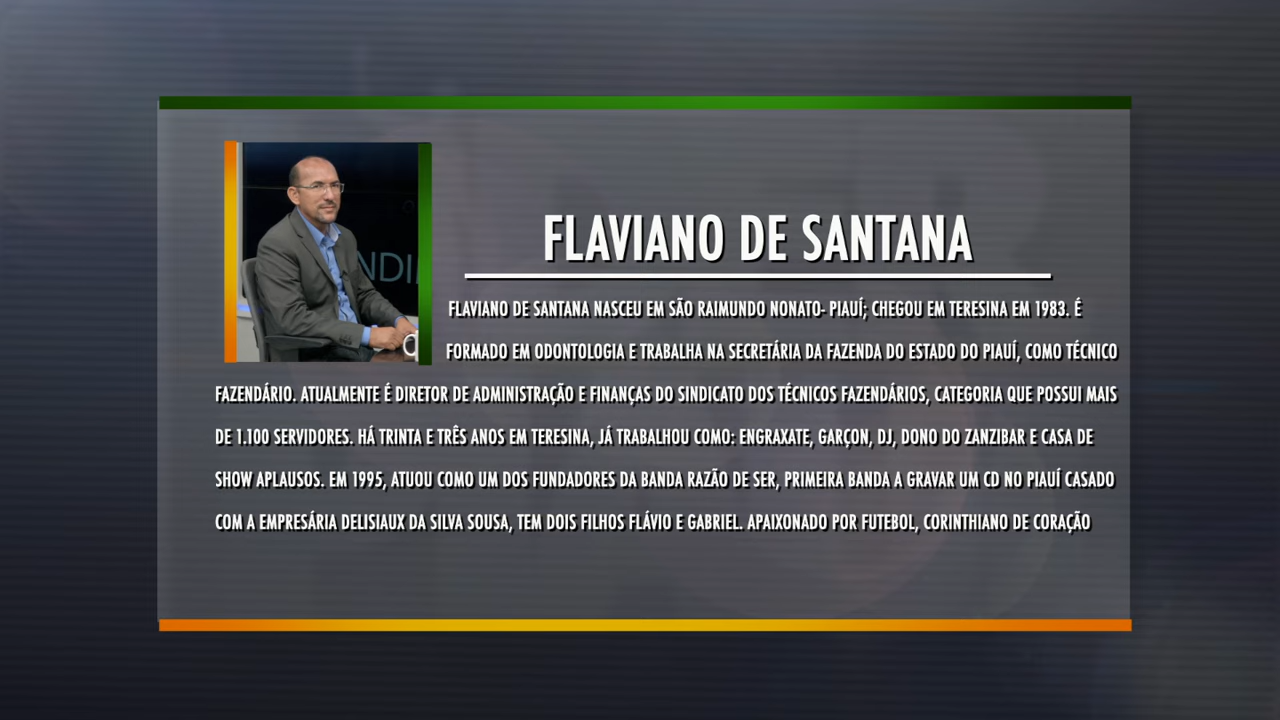 FLAVIANO DE SANTANA
FLAVIANO DE SANTANA NASCEU EM SÃO RAIMUNDO NONATO- PIAUÍ; CHEGOU EM TERESINA EM 1983. É
FORMADO EM ODONTOLOGIA E TRABALHA NA SECRETÁRIA DA FAZENDA DO ESTADO DO PIAUÍ, COMO TÉCNICO
FAZENDÁRIO. ATUALMENTE É DIRETOR DE ADMINISTRAÇÃO E FINANÇAS DO SINDICATO DOS TÉCNICOS FAZENDÁRIOS, CATEGORIA QUE POSSUI MAIS
DE 1.100 SERVIDORES. HÁ TRINTA E TRÊS ANOS EM TERESINA, JÁ TRABALHOU COMO: ENGRAXATE, GARÇON, DJ, DONO DO ZANZIBAR E CASA DE
SHOW APLAUSOS. EM 1995, ATUOU COMO UM DOS FUNDADORES DA BANDA RAZÃO DE SER, PRIMEIRA BANDA A GRAVAR UM CD NO PIAUÍ CASADO
COM A EMPRESÁRIA DELISIAUX DA SILVA SOUSA, TEM DOIS FILHOS FLÁVIO E GABRIEL. APAIXONADO POR FUTEBOL, CORINTHIANO DE CORAÇÃO